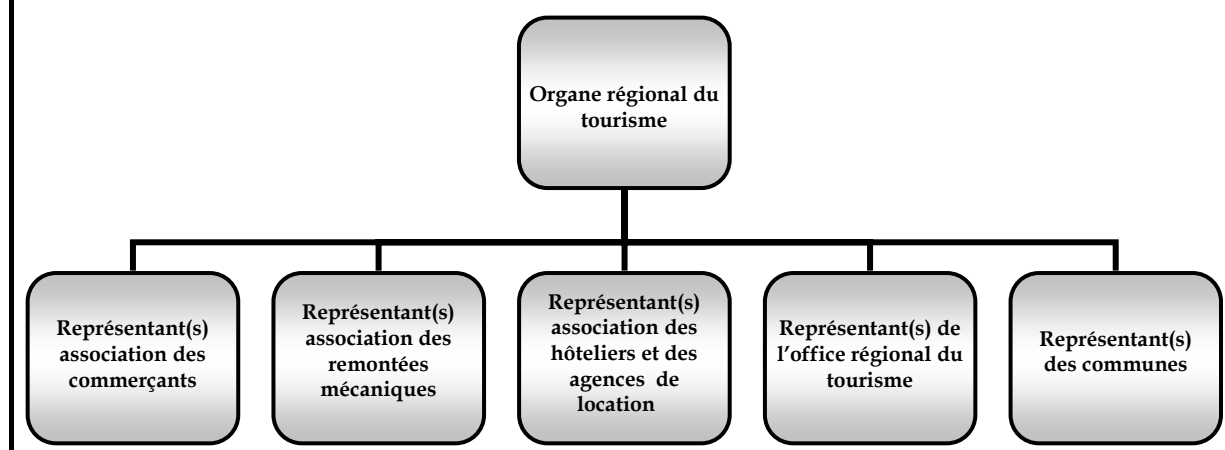 Organe régional du
tourisme
Représentant(s)
association des
commerçants
Représentant(s)
association des
remontées
mécaniques
Représentant(s)
association des
hôteliers et des
agences de
location
Représentant(s) de
l’office régional du
tourisme
Représentant(s)
des communes